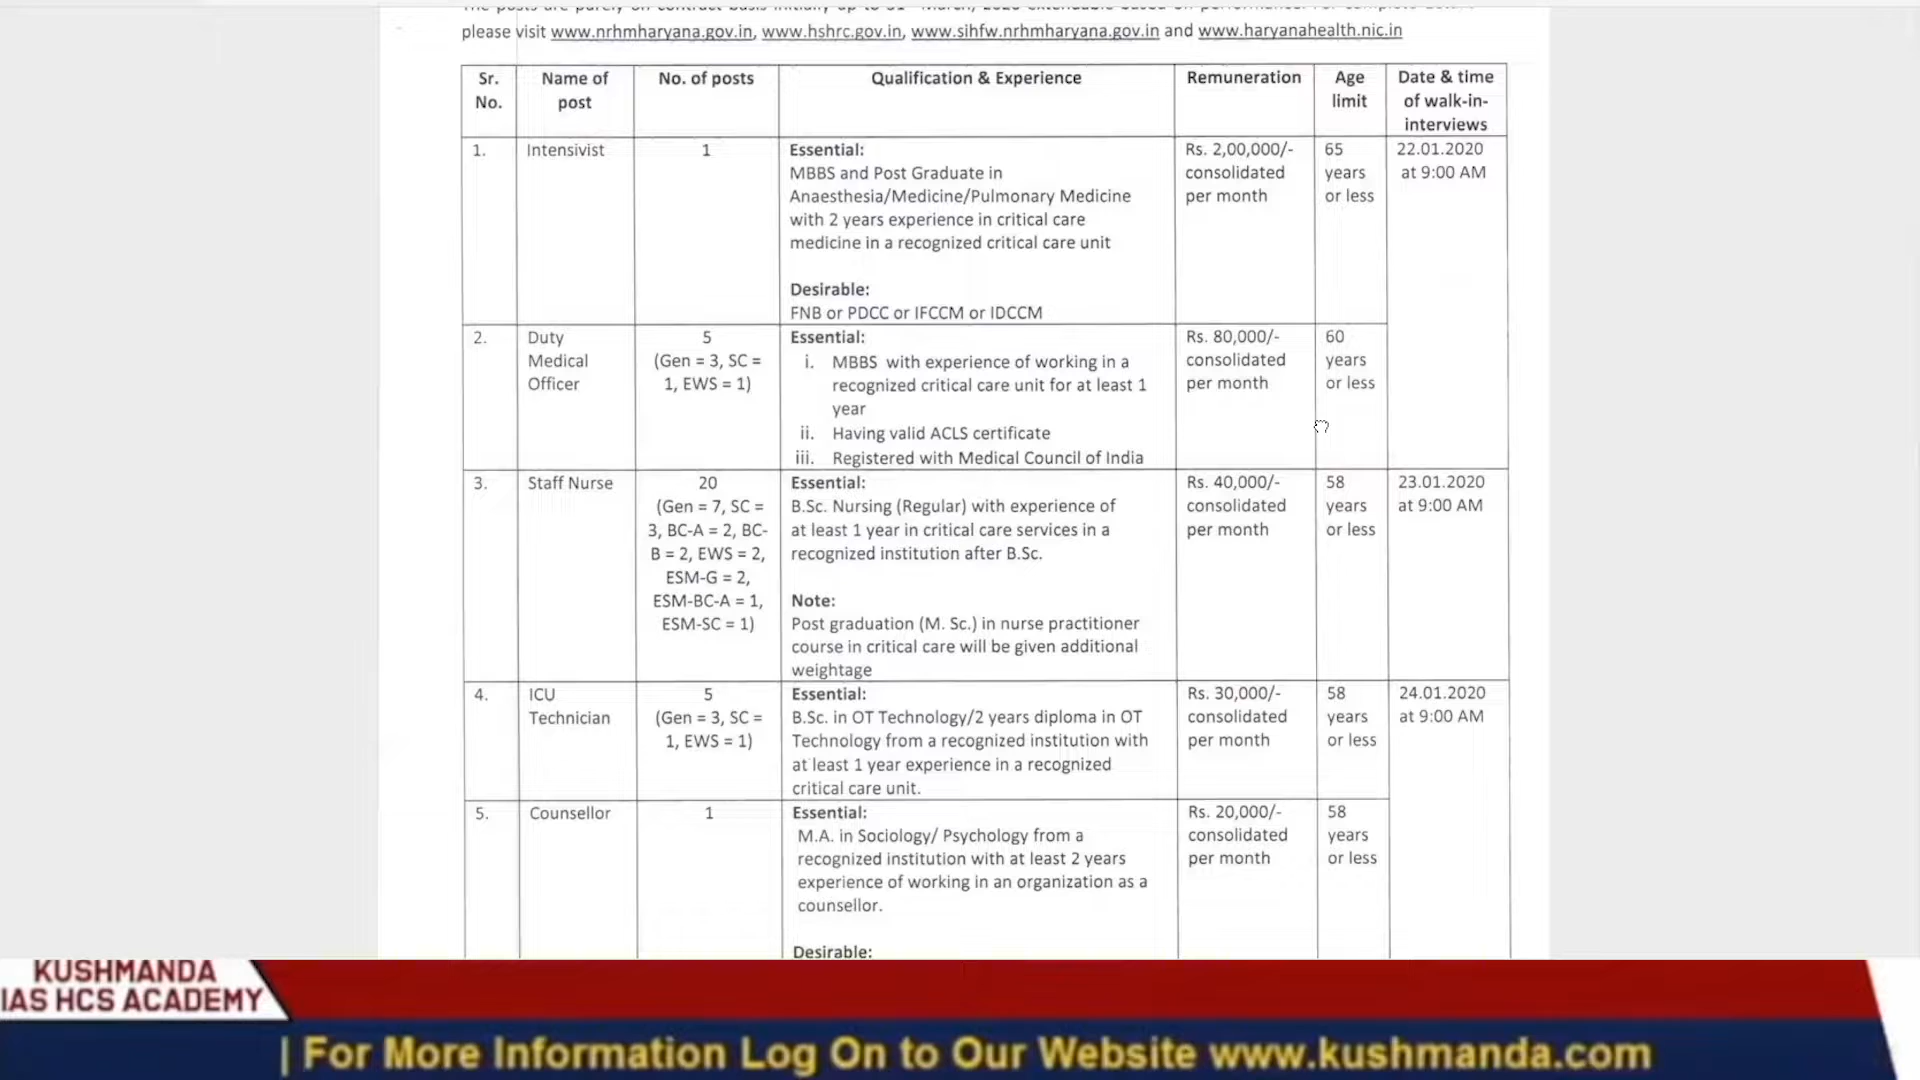 please visit www.nrhmharyana.gov.in, www.hshrc.gov.in, www.sihfw.nrhmharyana.gov.in and www.haryanahealth.nic.in
Sr. No.
Name of post
No. of posts
Qualification & Experience
Remuneration
Age limit
Date & time of walk-in-interviews
1.
Intensivist
1
Essential:
MBBS and Post Graduate in
Anaesthesia/Medicine/Pulmonary Medicine
with 2 years experience in critical care
medicine in a recognized critical care unit
Desirable:
FNB or PDCC or IFCCM or IDCCM
Rs. 2,00,000/-
consolidated
per month
65
years
or less
22.01.2020
at 9:00 AM
2.
Duty
Medical
Officer
5
(Gen = 3, SC =
1, EWS = 1)
Essential:
i. MBBS with experience of working in a
recognized critical care unit for at least 1
year
ii. Having valid ACLS certificate
iii. Registered with Medical Council of India
Rs. 80,000/-
consolidated
per month
60
years
or less
3.
Staff Nurse
20
(Gen = 7, SC =
3, BC-A = 2, BC-
B = 2, EWS = 2,
ESM-G = 2,
ESM-BC-A = 1,
ESM-SC = 1)
Essential:
B.Sc. Nursing (Regular) with experience of
at least 1 year in critical care services in a
recognized institution after B.Sc.
Note:
Post graduation (M. Sc.) in nurse practitioner
course in critical care will be given additional
weightage
Rs. 40,000/-
consolidated
per month
58
years
or less
23.01.2020
at 9:00 AM
4.
ICU
Technician
5
(Gen = 3, SC =
1, EWS = 1)
Essential:
B.Sc. in OT Technology/2 years diploma in OT
Technology from a recognized institution with
at least 1 year experience in a recognized
critical care unit.
Rs. 30,000/-
consolidated
per month
58
years
or less
24.01.2020
at 9:00 AM
5.
Counsellor
1
Essential:
M.A. in Sociology/ Psychology from a
recognized institution with at least 2 years
experience of working in an organization as a
counsellor.
Desirable:
Rs. 20,000/-
consolidated
per month
58
years
or less
KUSHMANDA
IAS HCS ACADEMY
| For More Information Log On to Our Website www.kushmanda.com